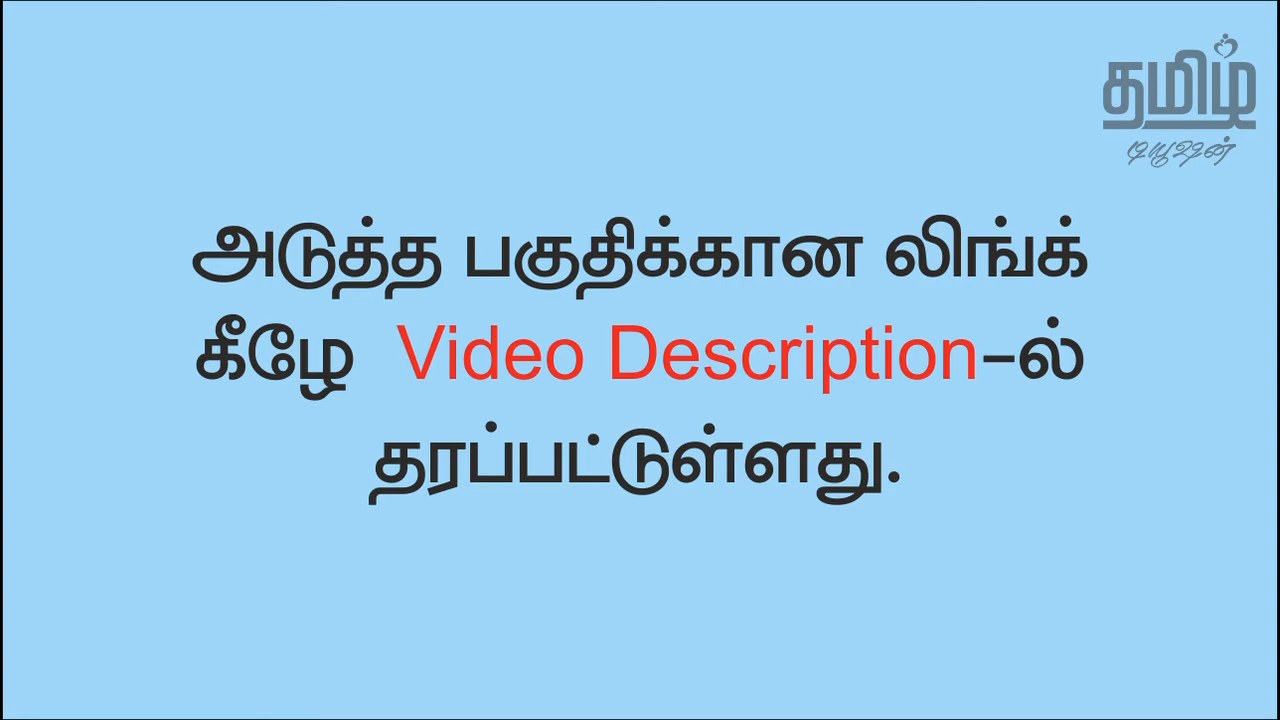 தமிழ்
டியூஷன்
அடுத்த பகுதிக்கான லிங்க்
கீழே Video Description-ல்
தரப்பட்டுள்ளது.